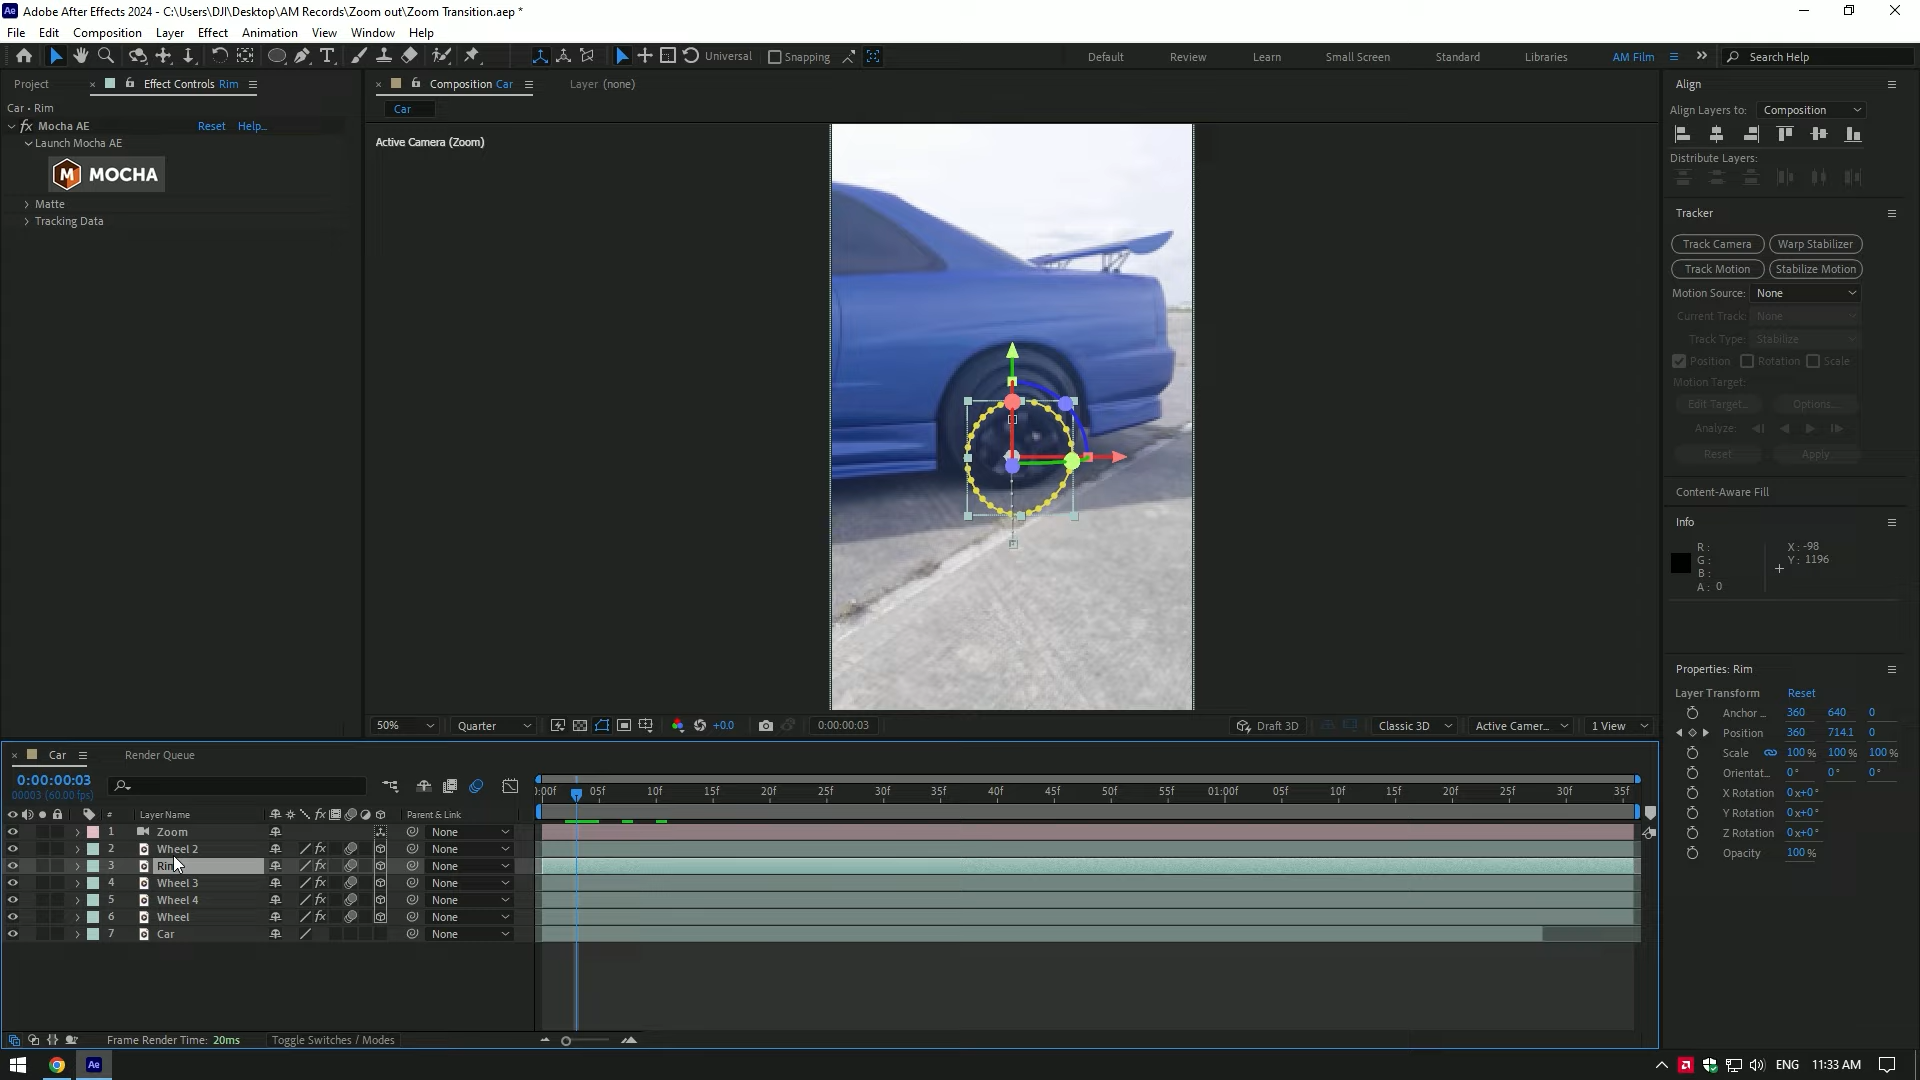 Adobe After Effects 2024 - C:\Users\DJI\Desktop\AM Records\Zoom out\Zoom Transition.aep *
File Edit Composition Layer Effect Animation View Window Help
Universal Snapping Default Review Learn Small Screen Standard Libraries AM Film Search Help
Project Effect Controls Rim
Car • Rim
fx Mocha AE Reset Help...
Launch Mocha AE
M MOCHA
Matte
Tracking Data
Composition Car Layer (none)
Car
Active Camera (Zoom)
50% Quarter +0.0 0:00:00:03 Draft 3D Classic 3D Active Camer... 1 View
Align
Align Layers to: Composition
Distribute Layers:
Tracker
Track Camera Warp Stabilizer
Track Motion Stabilize Motion
Motion Source: None
Current Track: None
Track Type: Stabilize
Position Rotation Scale
Motion Target:
Edit Target... Options...
Analyze:
Reset Apply
Content-Aware Fill
Info
R: X: -98
G: Y: 1196
B:
A: 0
Properties: Rim
Layer Transform Reset
Anchor ... 360 640 0
Position 360 714.1 0
Scale 100 % 100 % 100 %
Orientat... 0° 0° 0°
X Rotation 0x+0°
Y Rotation 0x+0°
Z Rotation 0x+0°
Opacity 100 %
Car Render Queue
0:00:00:03
00003 (60.00 fps)
:00f 05f 10f 15f 20f 25f 30f 35f 40f 45f 50f 55f 01:00f 05f 10f 15f 20f 25f 30f 35f
# Layer Name fx Parent & Link
1 Zoom None
2 Wheel 2 fx None
3 Rim fx None
4 Wheel 3 fx None
5 Wheel 4 fx None
6 Wheel fx None
7 Car None
Frame Render Time: 20ms Toggle Switches / Modes
Ae ENG 11:33 AM